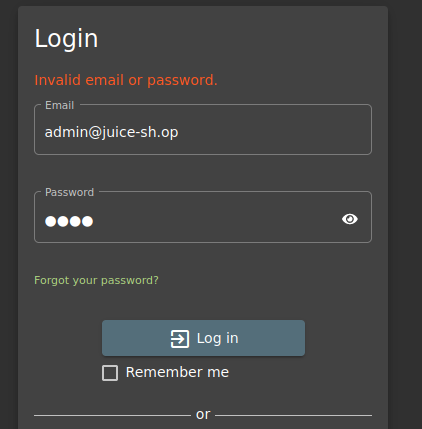 Login
Invalid email or password.
Email
admin@juice-sh.op
Password
●●●●
Forgot your password?
Log in
Remember me
or